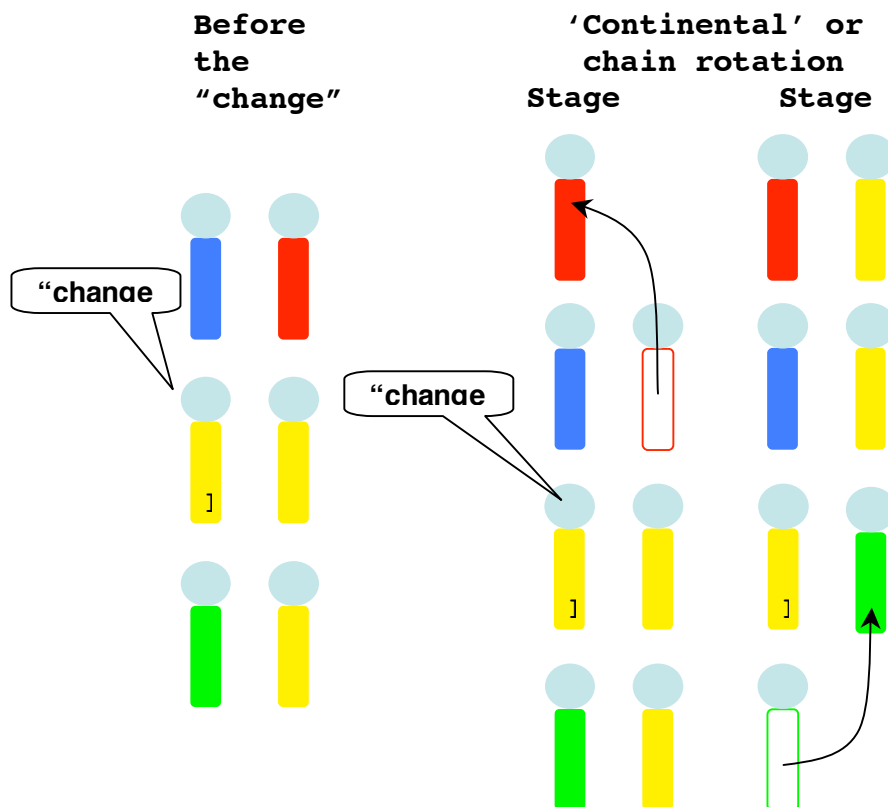 Before
the
“change”
‘Continental’ or
chain rotation
Stage
Stage
“change
“change
]
]
]